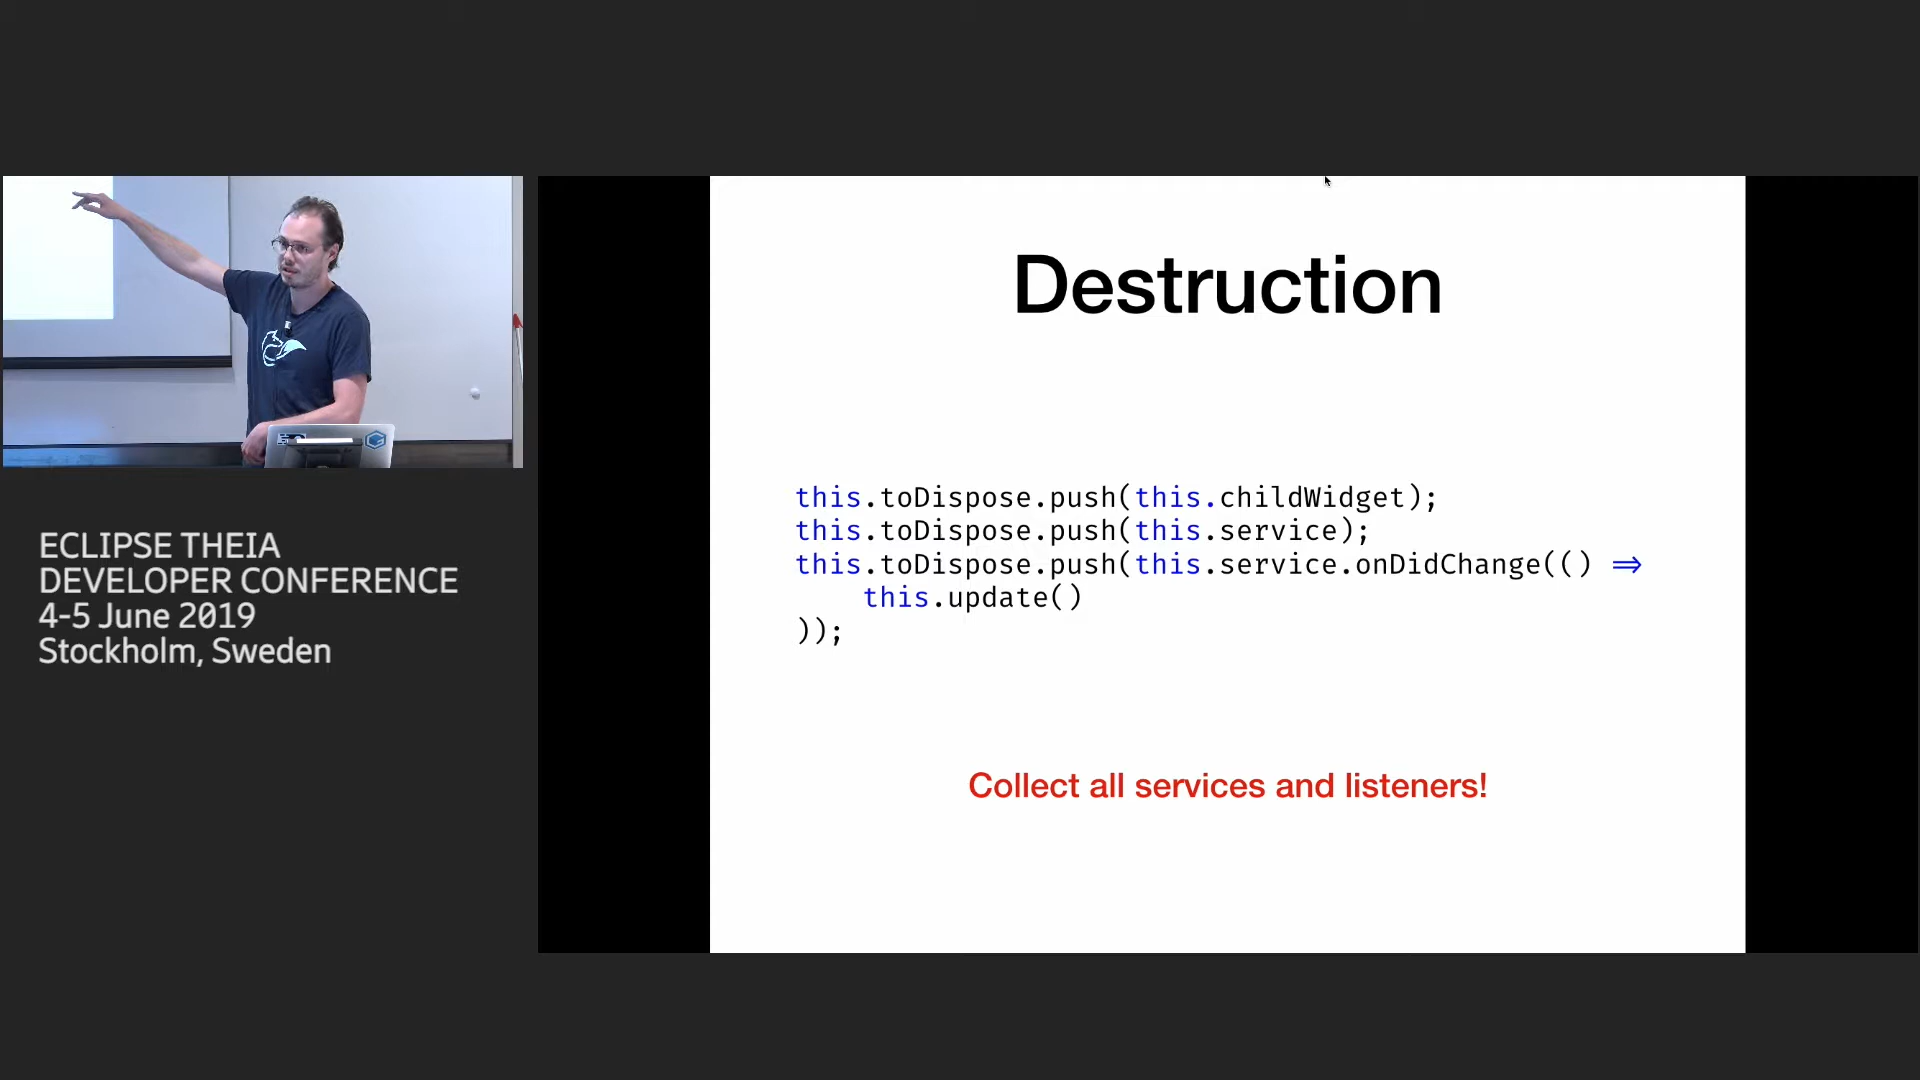 ECLIPSE THEIA
DEVELOPER CONFERENCE
4-5 June 2019
Stockholm, Sweden
Destruction
this.toDispose.push(this.childWidget);
this.toDispose.push(this.service);
this.toDispose.push(this.service.onDidChange(() ⇒
    this.update()
));
Collect all services and listeners!